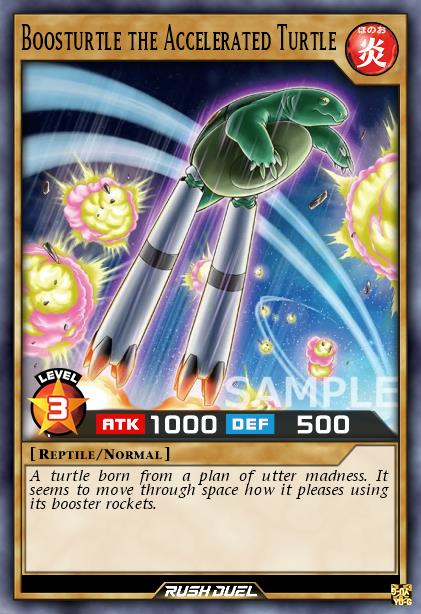 Boosturtle the Accelerated Turtle
ほのお
炎
SAMPLE
LEVEL
3
ATK 1000 DEF 500
[Reptile/Normal]
A turtle born from a plan of utter madness. It
seems to move through space how it pleases using
its booster rockets.
RUSH DUEL